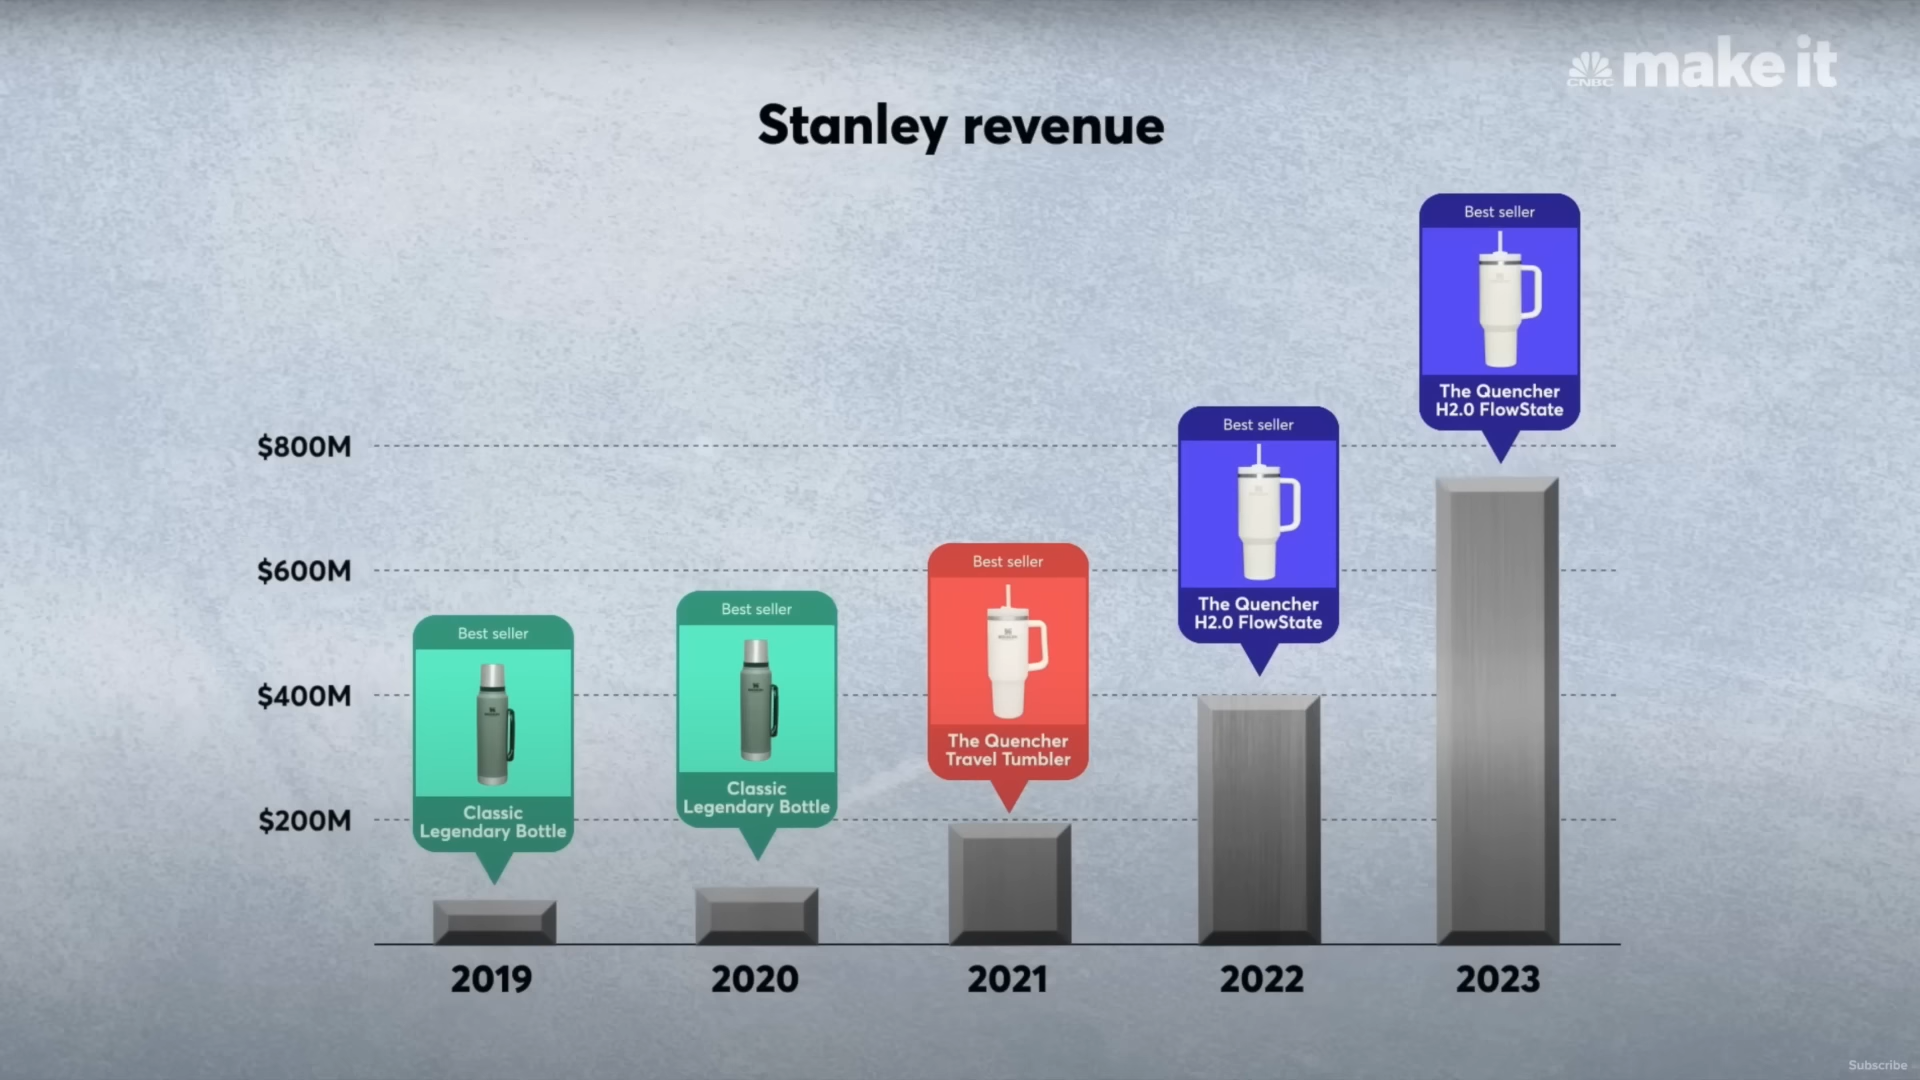 CNBC make it
Stanley revenue
Best seller
The Quencher
H2.0 FlowState
Best seller
The Quencher
H2.0 FlowState
Best seller
The Quencher
Travel Tumbler
Best seller
Classic
Legendary Bottle
Best seller
Classic
Legendary Bottle
$800M
$600M
$400M
$200M
2019
2020
2021
2022
2023
Subscribe